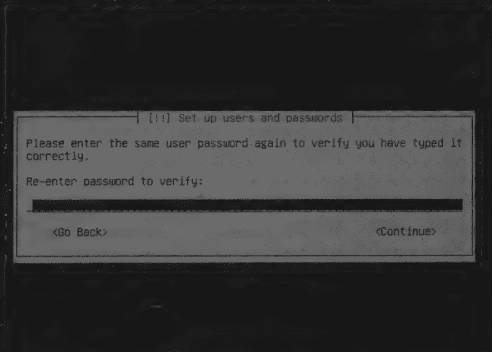 [!!] Set up users and passwords
Please enter the same user password again to verify you have typed it
correctly.
Re-enter password to verify:
<Go Back>
<Continue>